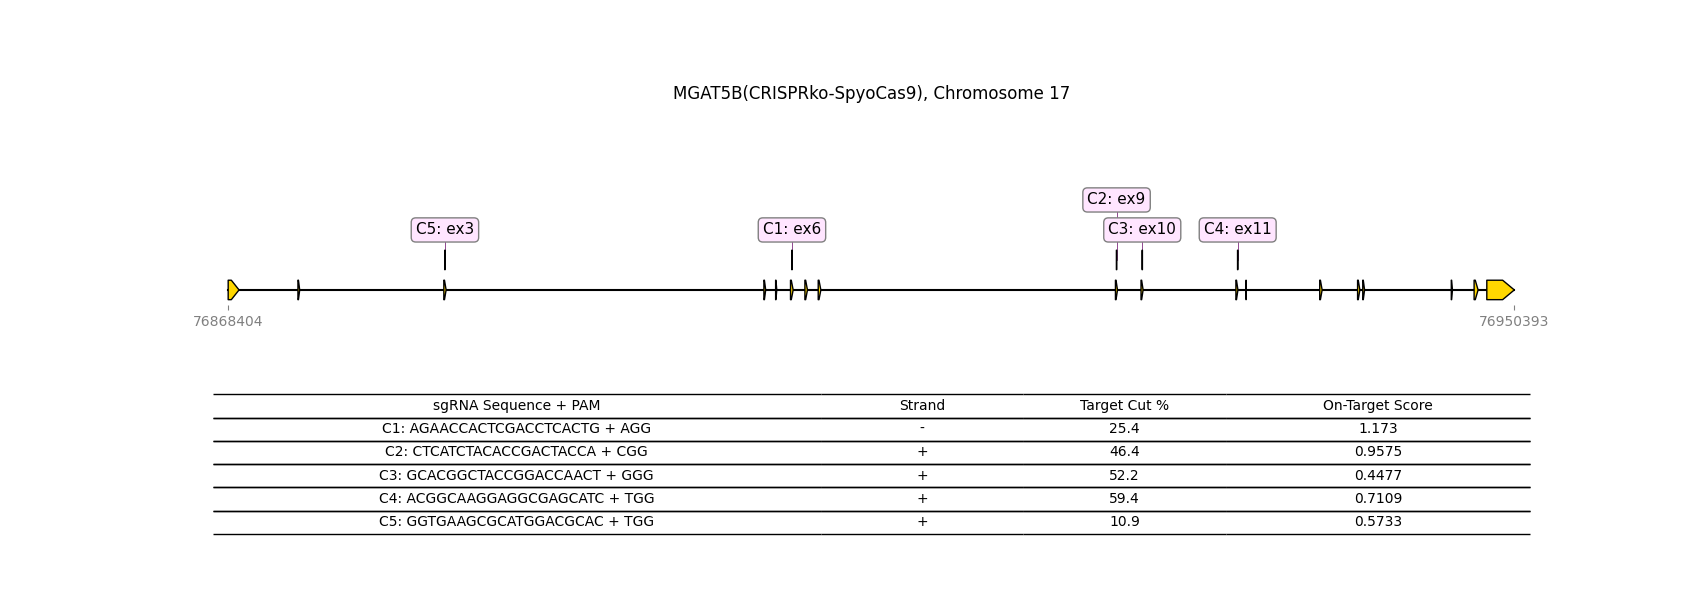 MGAT5B(CRISPRko-SpyoCas9), Chromosome 17
C2: ex9
C5: ex3 C1: ex6 C3: ex10 C4: ex11
76868404 76950393
sgRNA Sequence + PAM Strand Target Cut % On-Target Score
C1: AGAACCACTCGACCTCACTG + AGG - 25.4 1.173
C2: CTCATCTACACCGACTACCA + CGG + 46.4 0.9575
C3: GCACGGCTACCGGACCAACT + GGG + 52.2 0.4477
C4: ACGGCAAGGAGGCGAGCATC + TGG + 59.4 0.7109
C5: GGTGAAGCGCATGGACGCAC + TGG + 10.9 0.5733